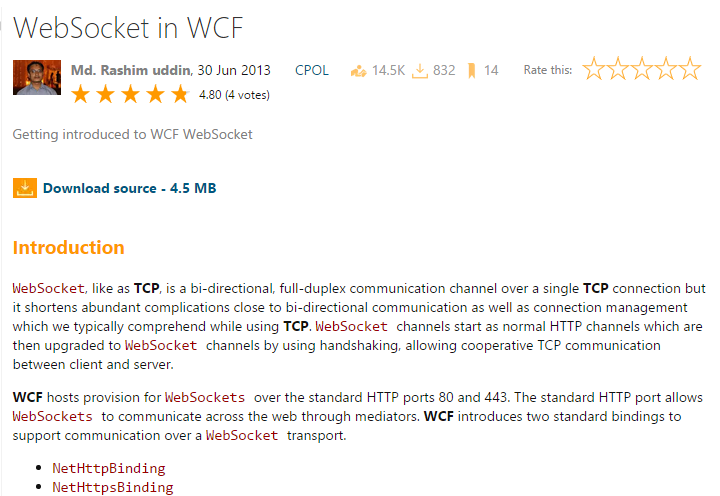 WebSocket in WCF
Md. Rashim uddin, 30 Jun 2013 CPOL 14.5K 832 14 Rate this:
4.80 (4 votes)
Getting introduced to WCF WebSocket
Download source - 4.5 MB
Introduction
WebSocket, like as TCP, is a bi-directional, full-duplex communication channel over a single TCP connection but
it shortens abundant complications close to bi-directional communication as well as connection management
which we typically comprehend while using TCP. WebSocket channels start as normal HTTP channels which are
then upgraded to WebSocket channels by using handshaking, allowing cooperative TCP communication
between client and server.
WCF hosts provision for WebSockets over the standard HTTP ports 80 and 443. The standard HTTP port allows
WebSockets to communicate across the web through mediators. WCF introduces two standard bindings to
support communication over a WebSocket transport.
• NetHttpBinding
• NetHttpsBinding